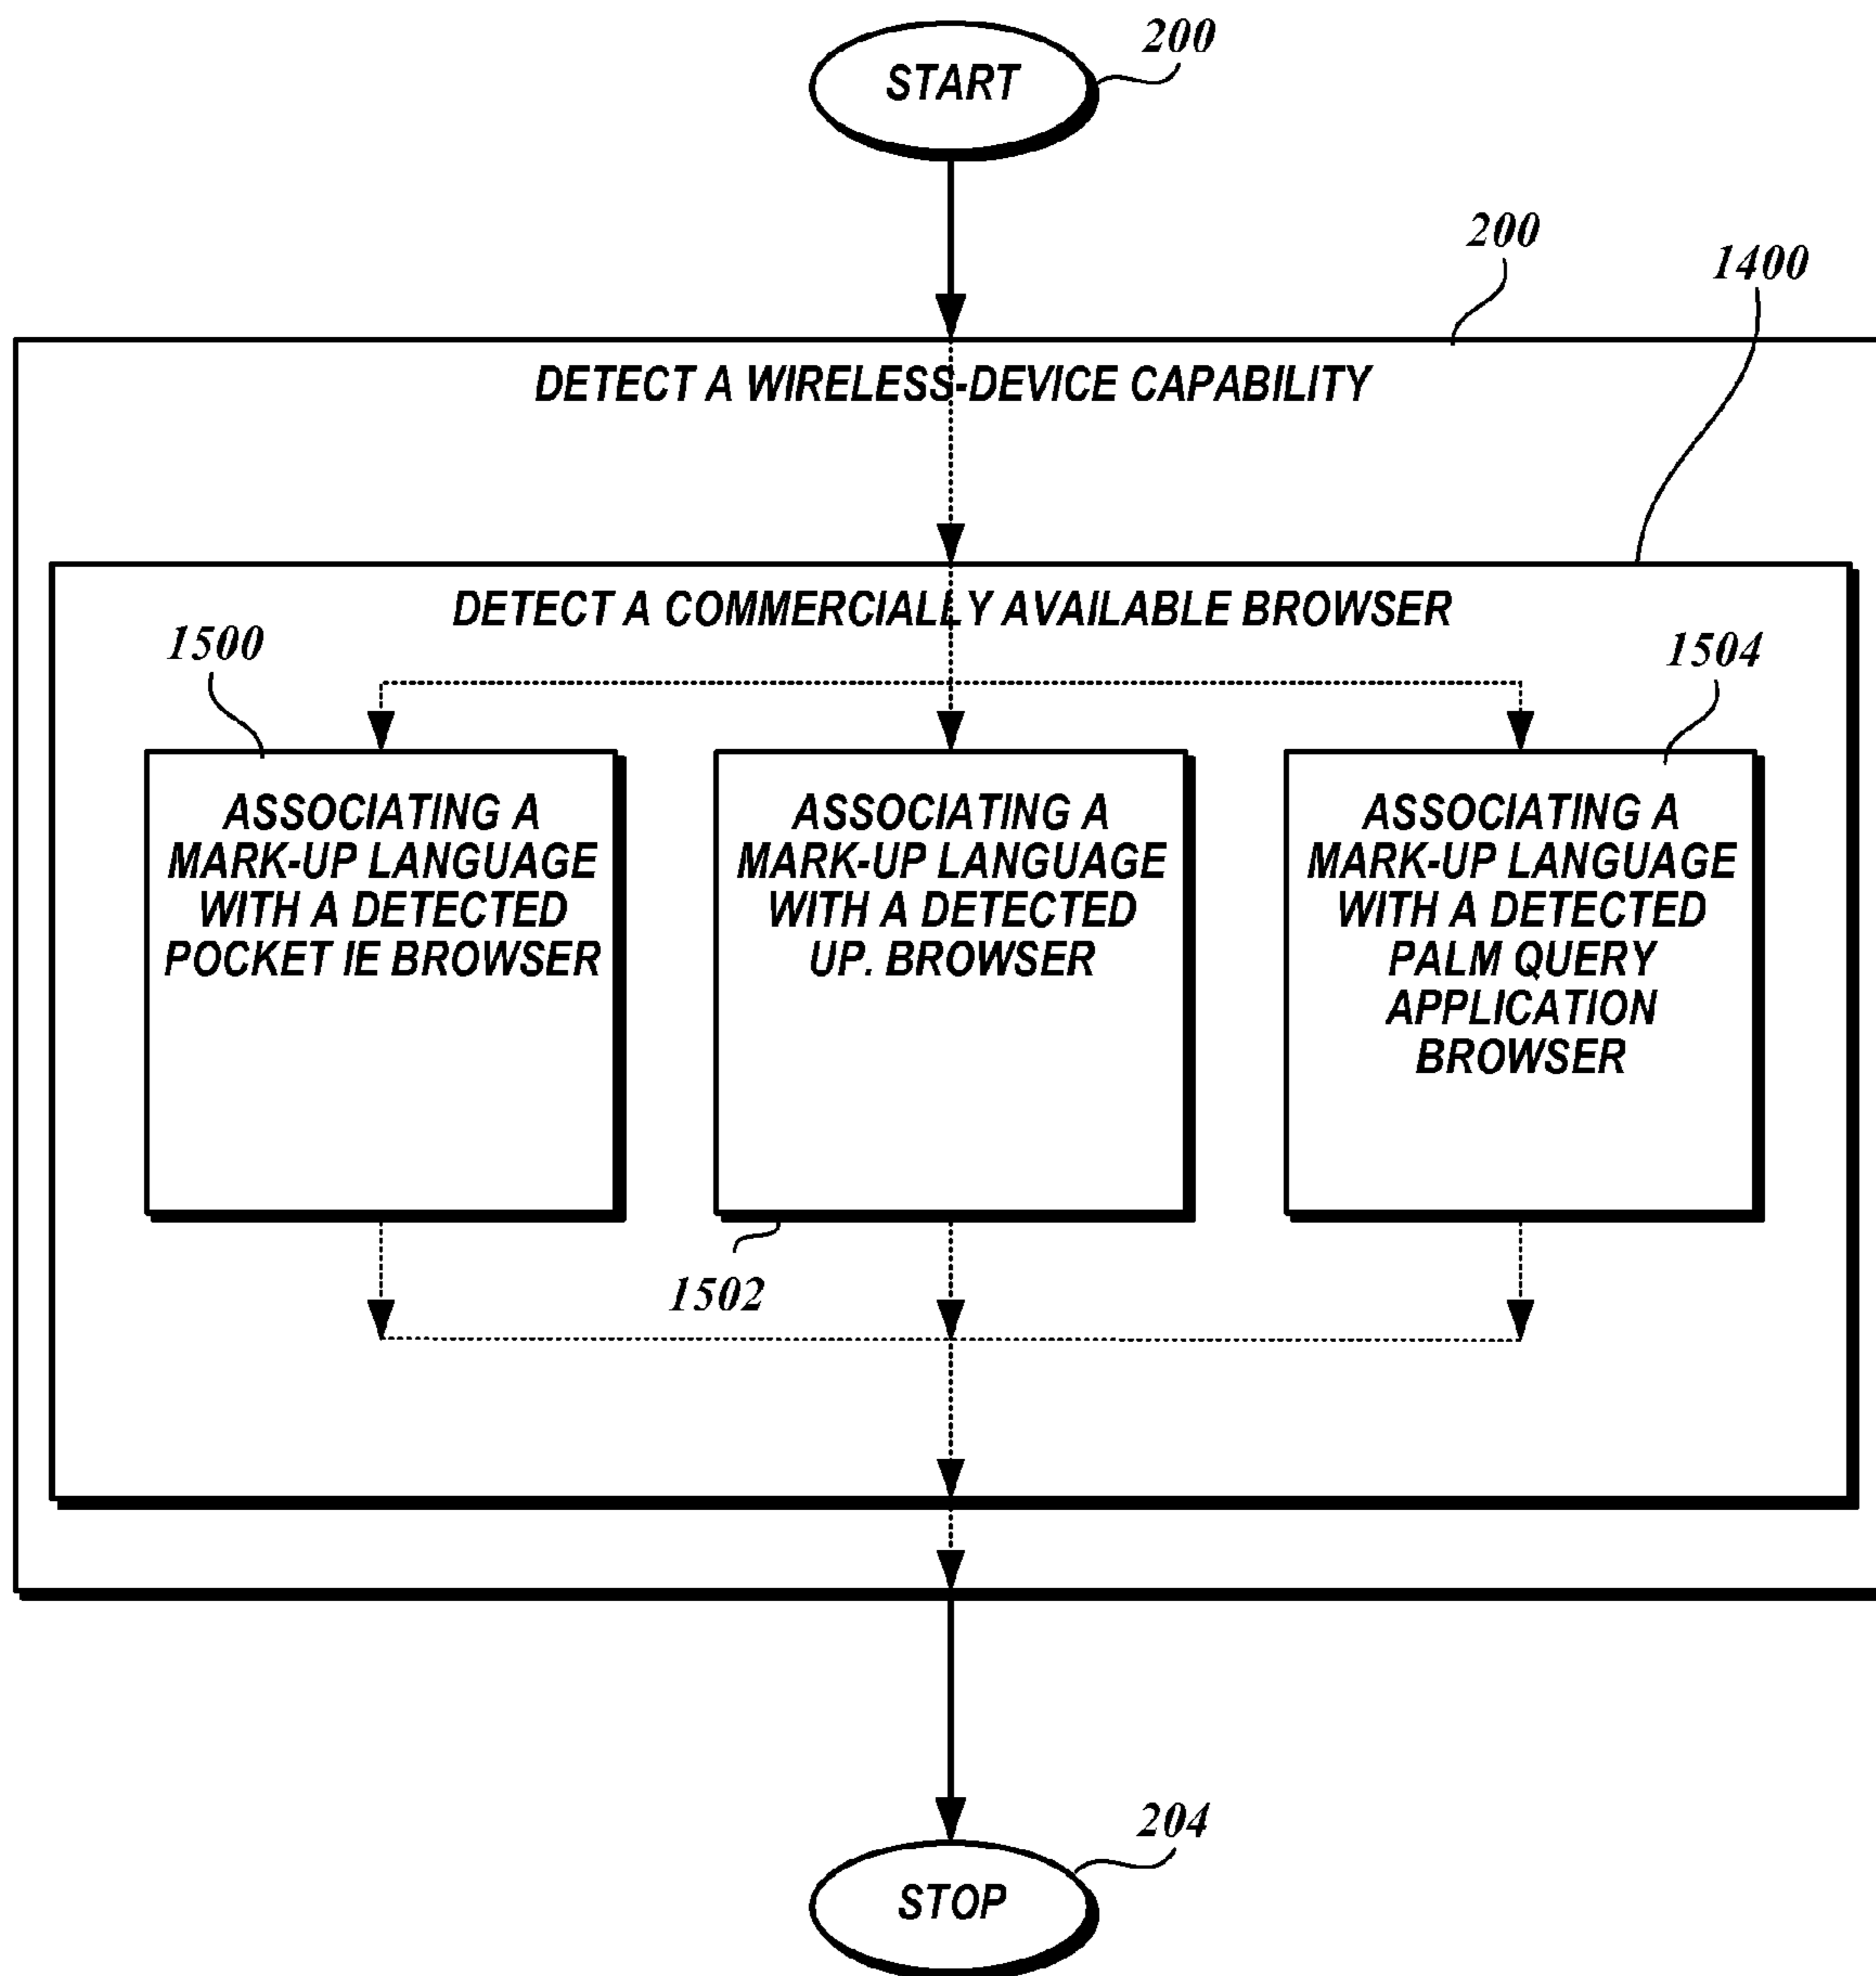 200
START
200
1400
DETECT A WIRELESS-DEVICE CAPABILITY
DETECT A COMMERCIALLY AVAILABLE BROWSER
1500
1504
ASSOCIATING A
MARK-UP LANGUAGE
WITH A DETECTED
POCKET IE BROWSER
ASSOCIATING A
MARK-UP LANGUAGE
WITH A DETECTED
UP. BROWSER
ASSOCIATING A
MARK-UP LANGUAGE
WITH A DETECTED
PALM QUERY
APPLICATION
BROWSER
1502
204
STOP